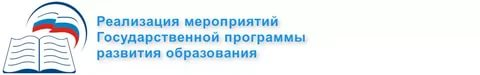 Реализация мероприятий
Государственной программы
развития образования